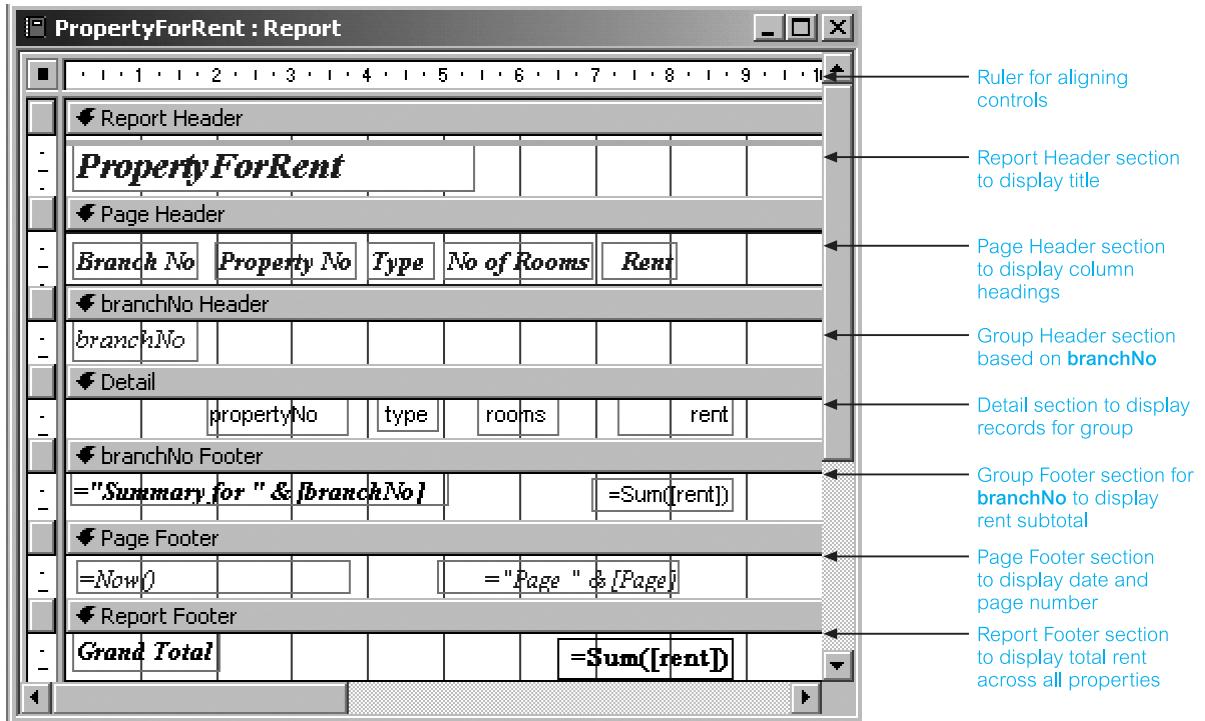 PropertyForRent : Report
1 2 3 4 5 6 7 8 9 1
Ruler for aligning
controls
Report Header
PropertyForRent
Report Header section
to display title
Page Header
Branch No Property No Type No of Rooms Rent
Page Header section
to display column
headings
branchNo Header
branchNo
Group Header section
based on branchNo
Detail
propertyNo type rooms rent
Detail section to display
records for group
branchNo Footer
="Summary for " & [branchNo] =Sum([rent])
Group Footer section for
branchNo to display
rent subtotal
Page Footer
=Now() ="Page " & [Page]
Page Footer section
to display date and
page number
Report Footer
Grand Total =Sum([rent])
Report Footer section
to display total rent
across all properties